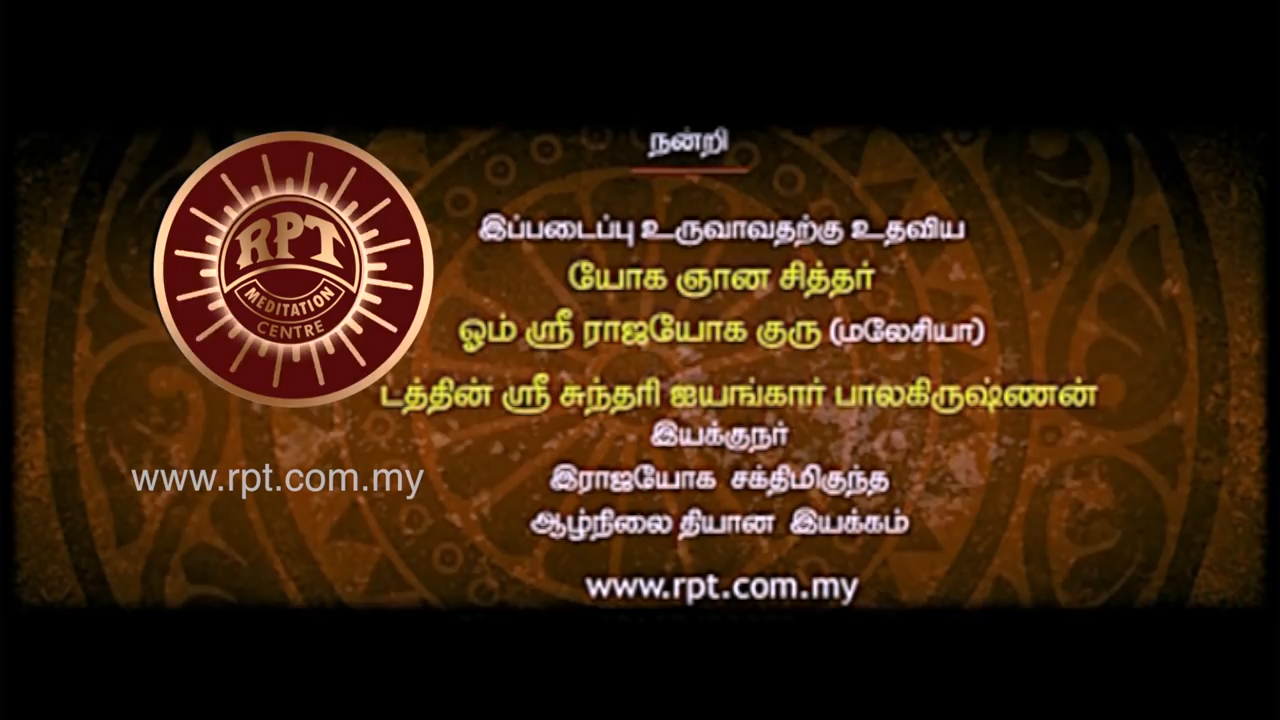 நன்றி
RPT
MEDITATION
CENTRE
www.rpt.com.my
இப்படைப்பு உருவாவதற்கு உதவிய
யோக ஞான சித்தர்
ஓம் ஸ்ரீ ராஜயோக குரு (மலேசியா)
டத்தின் ஸ்ரீ சுந்தரி ஐயங்கார் பாலகிருஷ்ணன்
இயக்குநர்
இராஜயோக சக்திமிகுந்த
ஆழ்நிலை தியான இயக்கம்
www.rpt.com.my